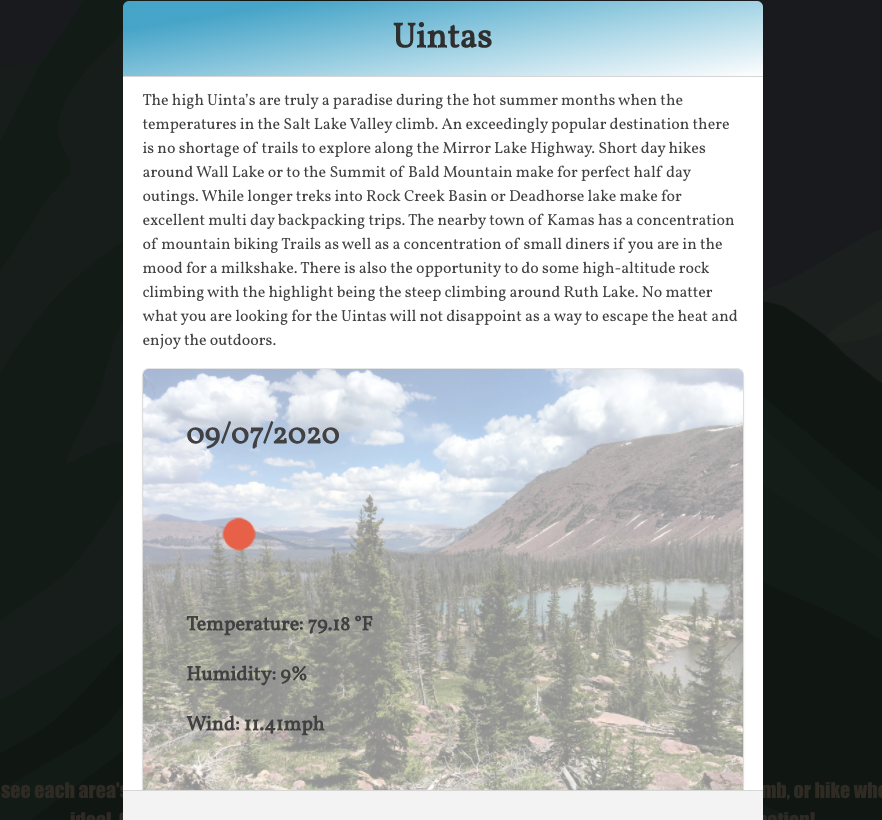 Uintas
The high Uinta's are truly a paradise during the hot summer months when the
temperatures in the Salt Lake Valley climb. An exceedingly popular destination there
is no shortage of trails to explore along the Mirror Lake Highway. Short day hikes
around Wall Lake or to the Summit of Bald Mountain make for perfect half day
outings. While longer treks into Rock Creek Basin or Deadhorse lake make for
excellent multi day backpacking trips. The nearby town of Kamas has a concentration
of mountain biking Trails as well as a concentration of small diners if you are in the
mood for a milkshake. There is also the opportunity to do some high-altitude rock
climbing with the highlight being the steep climbing around Ruth Lake. No matter
what you are looking for the Uintas will not disappoint as a way to escape the heat and
enjoy the outdoors.
09/07/2020
Temperature: 79.18 °F
Humidity: 9%
Wind: 11.41mph
see each area's
or hike